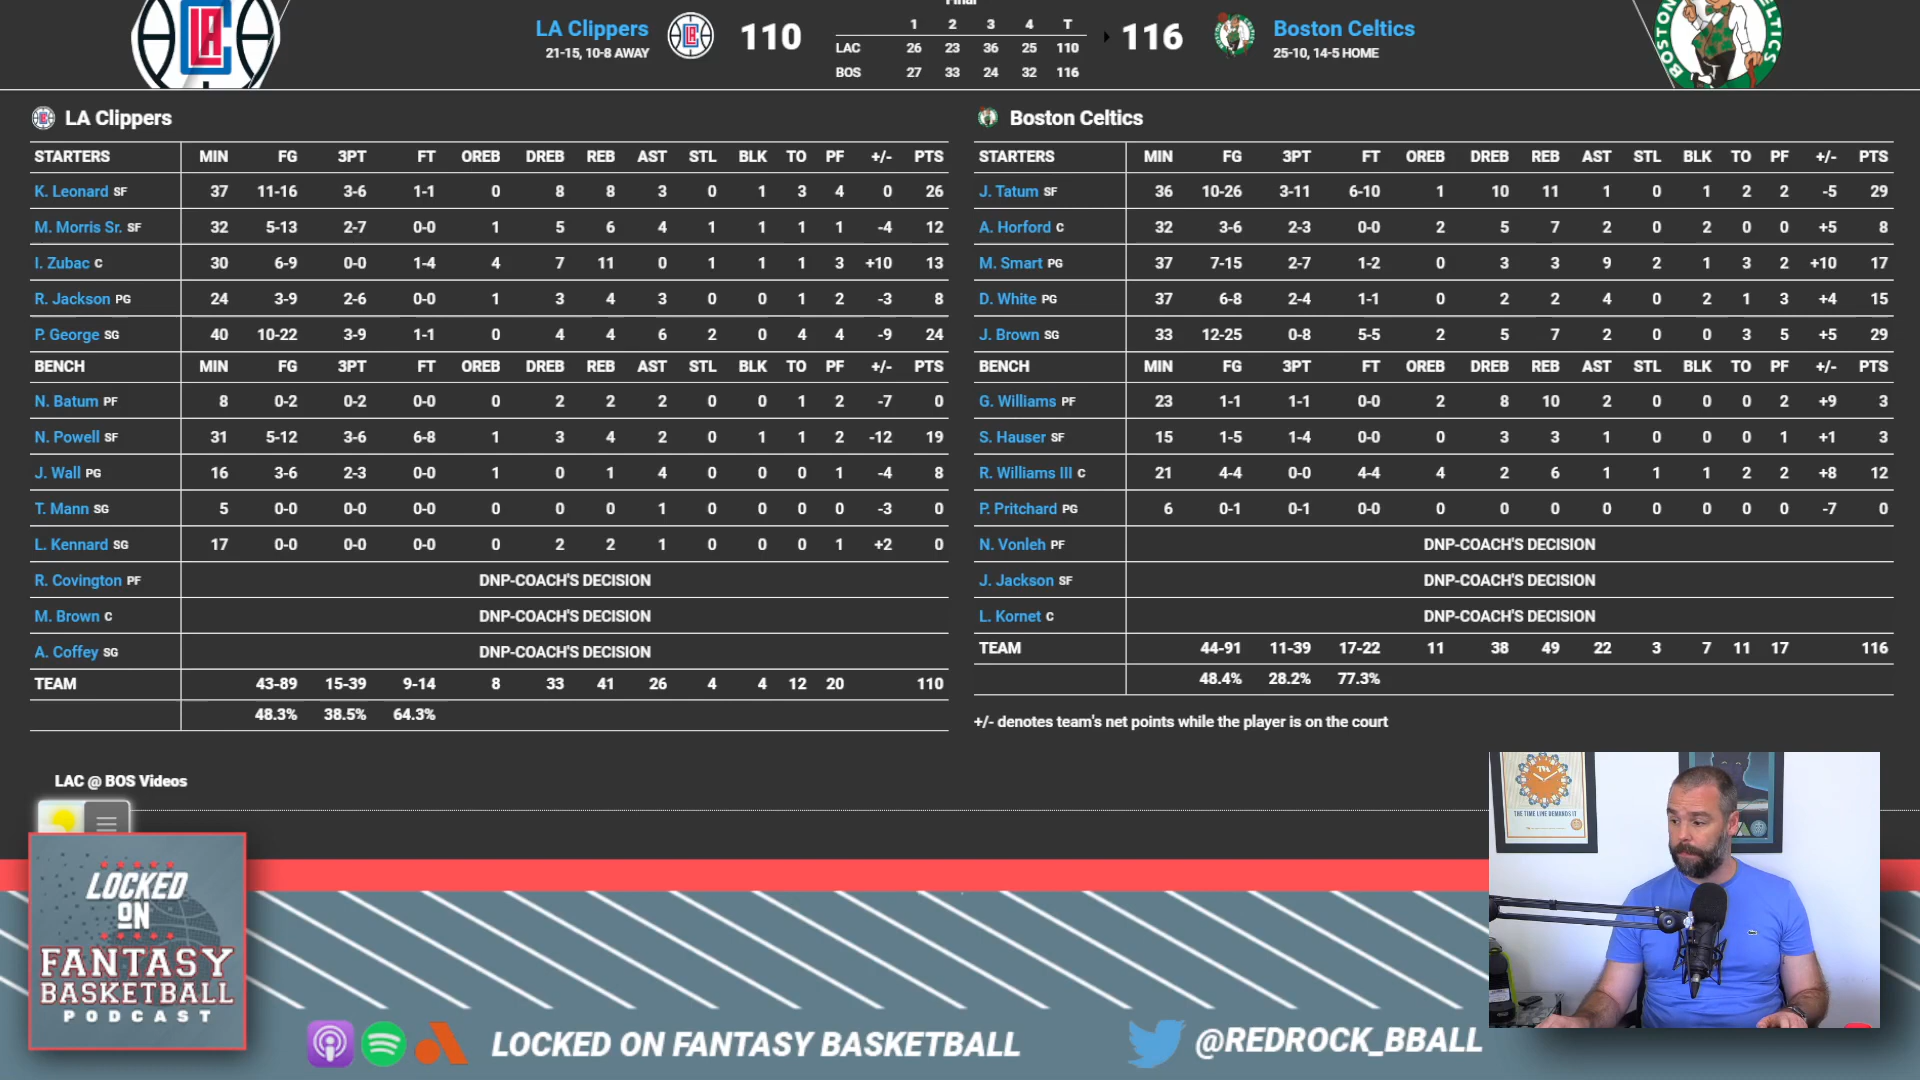 Final
LA Clippers
21-15, 10-8 AWAY
110
1 2 3 4 T
LAC 26 23 36 25 110
BOS 27 33 24 32 116
116
Boston Celtics
25-10, 14-5 HOME
BOSTON CELTICS
LA Clippers
STARTERS MIN FG 3PT FT OREB DREB REB AST STL BLK TO PF +/- PTS
K. Leonard SF 37 11-16 3-6 1-1 0 8 8 3 0 1 3 4 0 26
M. Morris Sr. SF 32 5-13 2-7 0-0 1 5 6 4 1 1 1 1 -4 12
I. Zubac C 30 6-9 0-0 1-4 4 7 11 0 1 1 1 3 +10 13
R. Jackson PG 24 3-9 2-6 0-0 1 3 4 3 0 0 1 2 -3 8
P. George SG 40 10-22 3-9 1-1 0 4 4 6 2 0 4 4 -9 24
BENCH MIN FG 3PT FT OREB DREB REB AST STL BLK TO PF +/- PTS
N. Batum PF 8 0-2 0-2 0-0 0 2 2 2 0 0 1 2 -7 0
N. Powell SF 31 5-12 3-6 6-8 1 3 4 2 0 1 1 2 -12 19
J. Wall PG 16 3-6 2-3 0-0 1 0 1 4 0 0 0 1 -4 8
T. Mann SG 5 0-0 0-0 0-0 0 0 0 1 0 0 0 0 -3 0
L. Kennard SG 17 0-0 0-0 0-0 0 2 2 1 0 0 0 1 +2 0
R. Covington PF DNP-COACH'S DECISION
M. Brown C DNP-COACH'S DECISION
A. Coffey SG DNP-COACH'S DECISION
TEAM 43-89 15-39 9-14 8 33 41 26 4 4 12 20 110
48.3% 38.5% 64.3%
Boston Celtics
STARTERS MIN FG 3PT FT OREB DREB REB AST STL BLK TO PF +/- PTS
J. Tatum SF 36 10-26 3-11 6-10 1 10 11 1 0 1 2 2 -5 29
A. Horford C 32 3-6 2-3 0-0 2 5 7 2 0 2 0 0 +5 8
M. Smart PG 37 7-15 2-7 1-2 0 3 3 9 2 1 3 2 +10 17
D. White PG 37 6-8 2-4 1-1 0 2 2 4 0 2 1 3 +4 15
J. Brown SG 33 12-25 0-8 5-5 2 5 7 2 0 0 3 5 +5 29
BENCH MIN FG 3PT FT OREB DREB REB AST STL BLK TO PF +/- PTS
G. Williams PF 23 1-1 1-1 0-0 2 8 10 2 0 0 0 2 +9 3
S. Hauser SF 15 1-5 1-4 0-0 0 3 3 1 0 0 0 1 +1 3
R. Williams III C 21 4-4 0-0 4-4 4 2 6 1 1 1 2 2 +8 12
P. Pritchard PG 6 0-1 0-1 0-0 0 0 0 0 0 0 0 0 -7 0
N. Vonleh PF DNP-COACH'S DECISION
J. Jackson SF DNP-COACH'S DECISION
L. Kornet C DNP-COACH'S DECISION
TEAM 44-91 11-39 17-22 11 38 49 22 3 7 11 17 116
48.4% 28.2% 77.3%
+/- denotes team's net points while the player is on the court
LAC @ BOS Videos
THE TIME LINE DEMANDS IT
LOCKED
ON
FANTASY
BASKETBALL
PODCAST
LOCKED ON FANTASY BASKETBALL
@REDROCK_BBALL